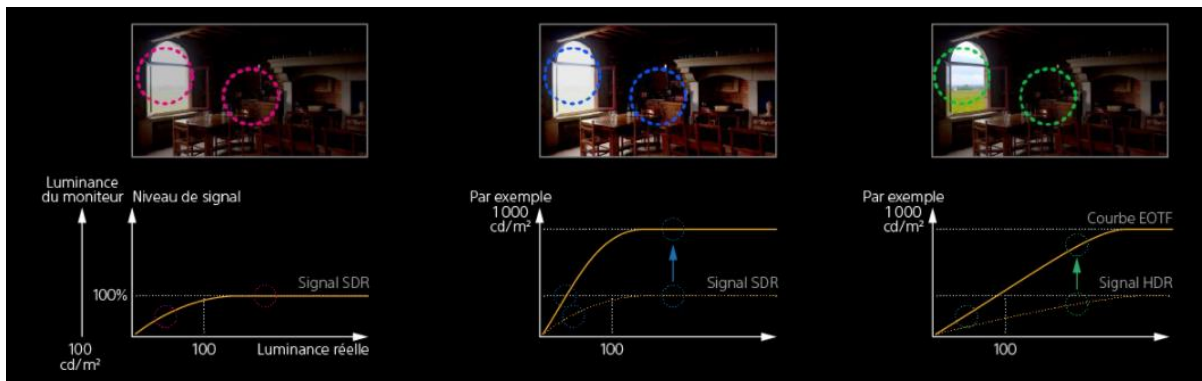 Luminance
du moniteur
Niveau de signal
Signal SDR
100%
100
cd/m²
100
Luminance réelle
Par exemple
1 000
cd/m²
Signal SDR
100
Par exemple
1 000
cd/m²
Courbe EOTF
Signal HDR
100